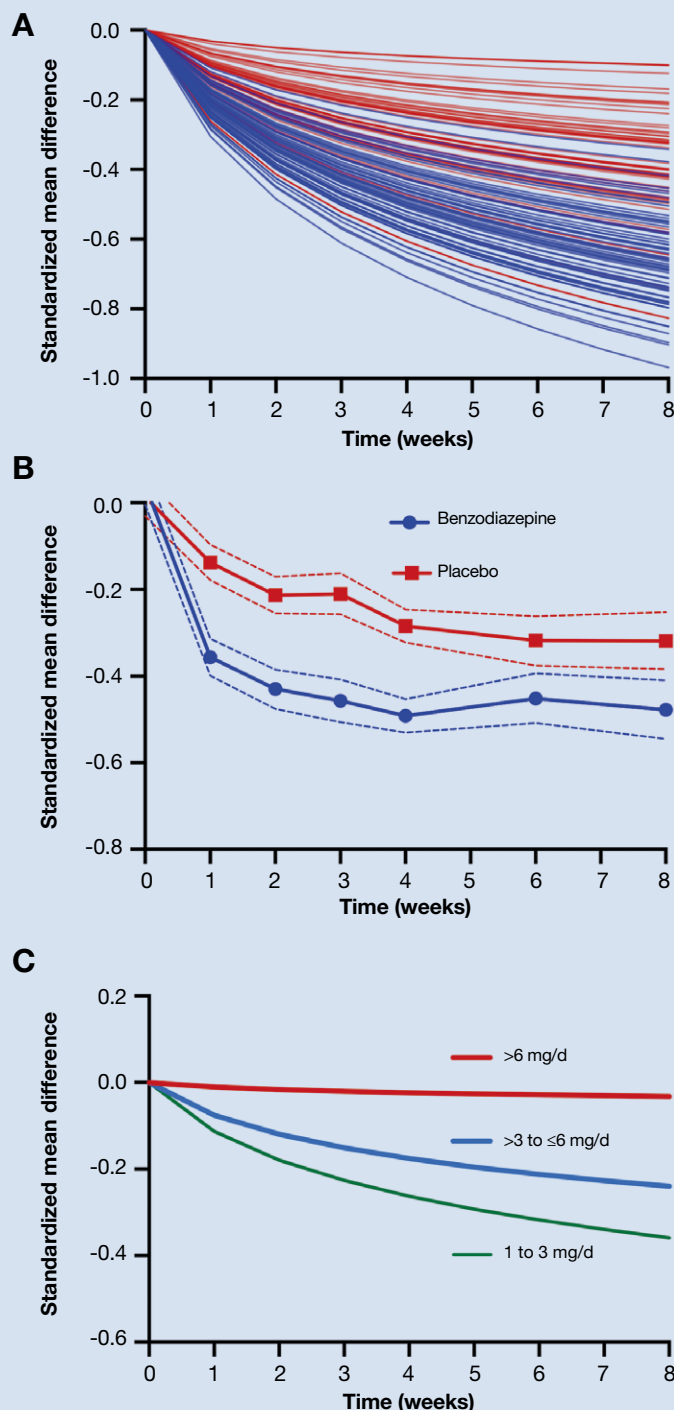 A
Standardized mean difference
0.0
-0.2
-0.4
-0.6
-0.8
-1.0
0 1 2 3 4 5 6 7 8
Time (weeks)
B
Standardized mean difference
0.0
-0.2
-0.4
-0.6
-0.8
Benzodiazepine
Placebo
0 1 2 3 4 5 6 7 8
Time (weeks)
C
Standardized mean difference
0.2
0.0
-0.2
-0.4
-0.6
>6 mg/d
>3 to ≤6 mg/d
1 to 3 mg/d
0 1 2 3 4 5 6 7 8
Time (weeks)